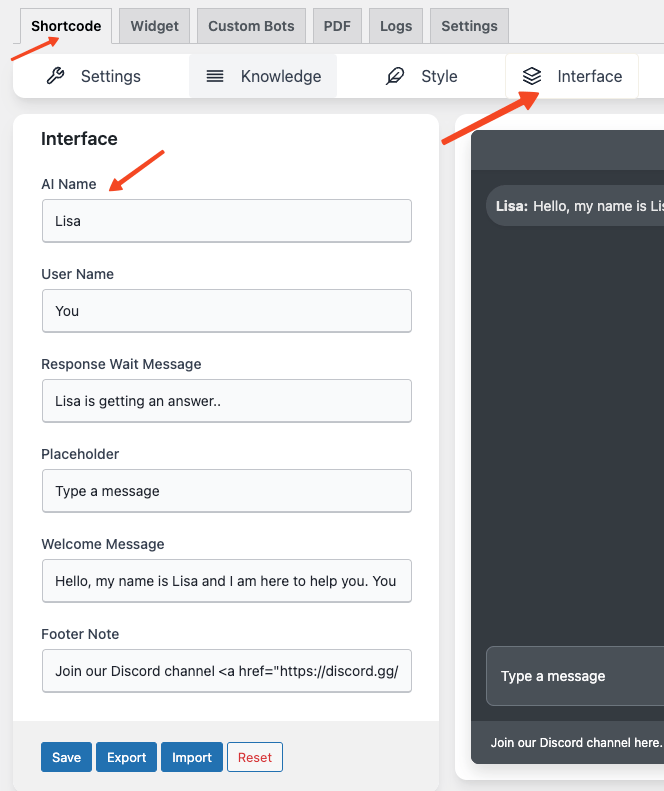 Shortcode Widget Custom Bots PDF Logs Settings
Settings Knowledge Style Interface
Interface
AI Name
Lisa
User Name
You
Response Wait Message
Lisa is getting an answer..
Placeholder
Type a message
Welcome Message
Hello, my name is Lisa and I am here to help you. You
Footer Note
Join our Discord channel <a href="https://discord.gg/
Save Export Import Reset
Lisa: Hello, my name is Lis
Type a message
Join our Discord channel here.